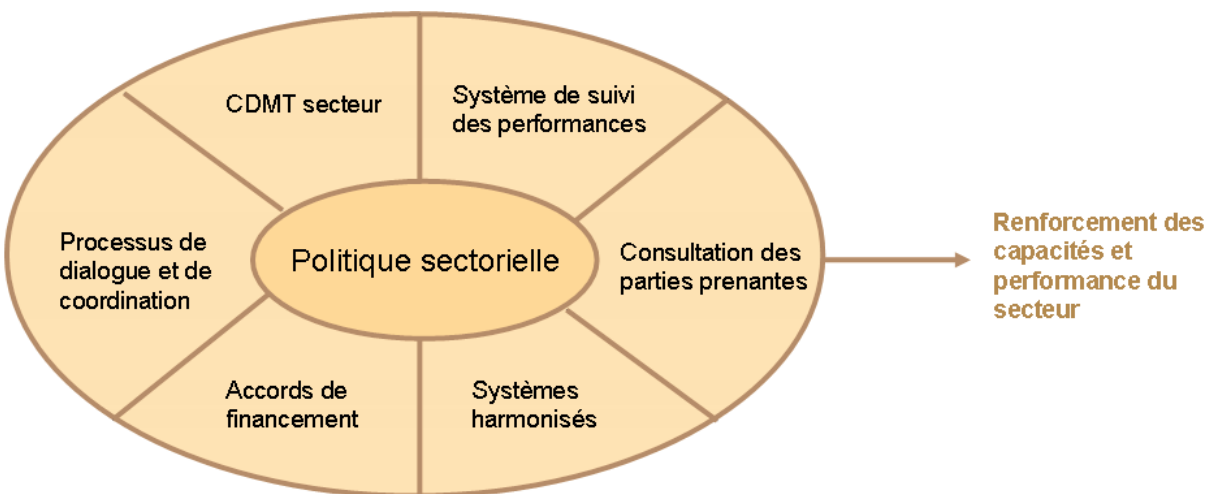 CDMT secteur
Système de suivi
des performances
Processus de
dialogue et de
coordination
Politique sectorielle
Consultation des
parties prenantes
Renforcement des
capacités et
performance du
secteur
Accords de
financement
Systèmes
harmonisés